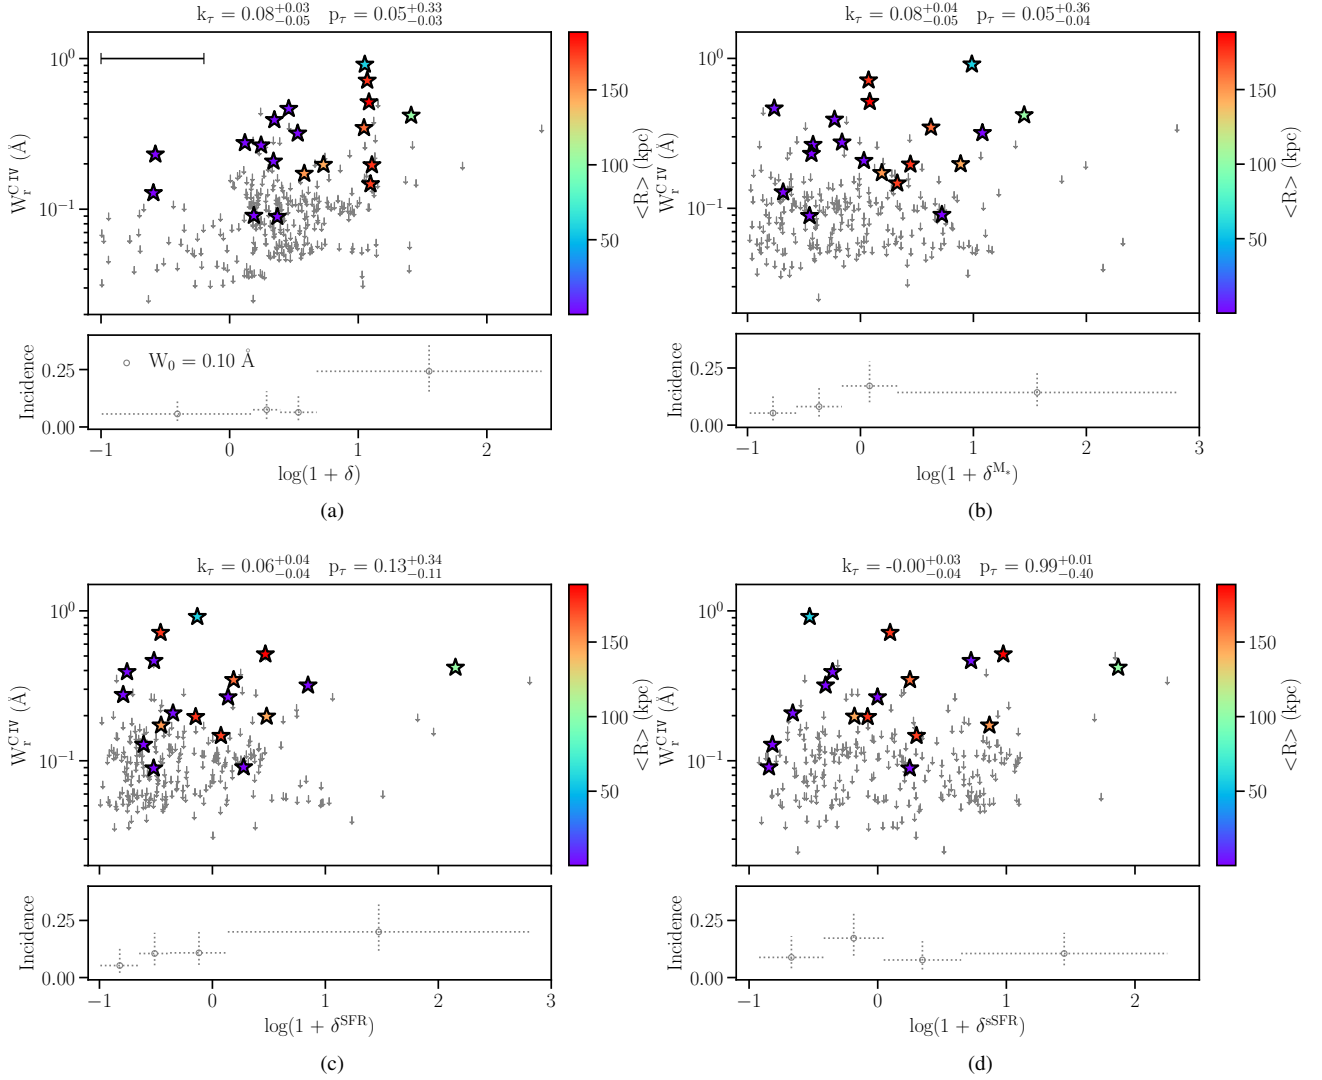 k_τ = 0.08^{+0.03}_{−0.05} p_τ = 0.05^{+0.33}_{−0.03}
W_r^{C IV} (Å)
10^0
10^{−1}
150
100
50
<R> (kpc)
Incidence
0.25
0.00
W_0 = 0.10 Å
−1 0 1 2
log(1 + δ)
(a)
k_τ = 0.08^{+0.04}_{−0.05} p_τ = 0.05^{+0.36}_{−0.04}
W_r^{C IV} (Å)
10^0
10^{−1}
150
100
50
<R> (kpc)
Incidence
0.25
0.00
−1 0 1 2 3
log(1 + δ^{M_*})
(b)
k_τ = 0.06^{+0.04}_{−0.04} p_τ = 0.13^{+0.34}_{−0.11}
W_r^{C IV} (Å)
10^0
10^{−1}
150
100
50
<R> (kpc)
Incidence
0.25
0.00
−1 0 1 2 3
log(1 + δ^{SFR})
(c)
k_τ = -0.00^{+0.03}_{−0.04} p_τ = 0.99^{+0.01}_{−0.40}
W_r^{C IV} (Å)
10^0
10^{−1}
150
100
50
<R> (kpc)
Incidence
0.25
0.00
−1 0 1 2
log(1 + δ^{sSFR})
(d)